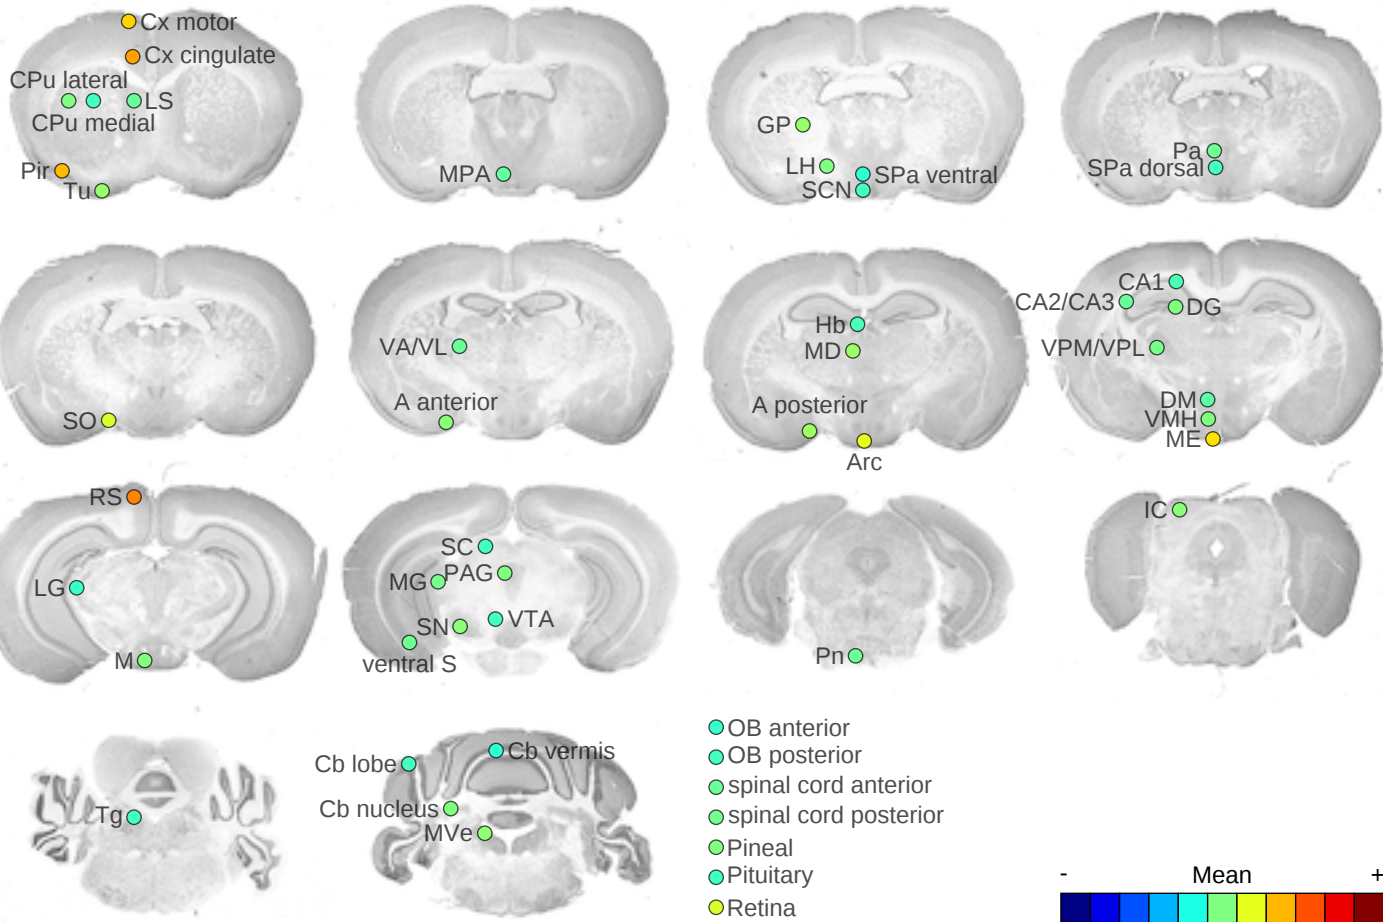 Cx motor
Cx cingulate
CPu lateral
LS
CPu medial
Pir
Tu
MPA
GP
LH
SPa ventral
SCN
Pa
SPa dorsal
SO
VA/VL
A anterior
Hb
MD
A posterior
Arc
CA1
CA2/CA3
DG
VPM/VPL
DM
VMH
ME
RS
LG
M
SC
MG
PAG
SN
VTA
ventral S
Pn
IC
Tg
Cb lobe
Cb vermis
Cb nucleus
MVe
OB anterior
OB posterior
spinal cord anterior
spinal cord posterior
Pineal
Pituitary
Retina
- Mean +